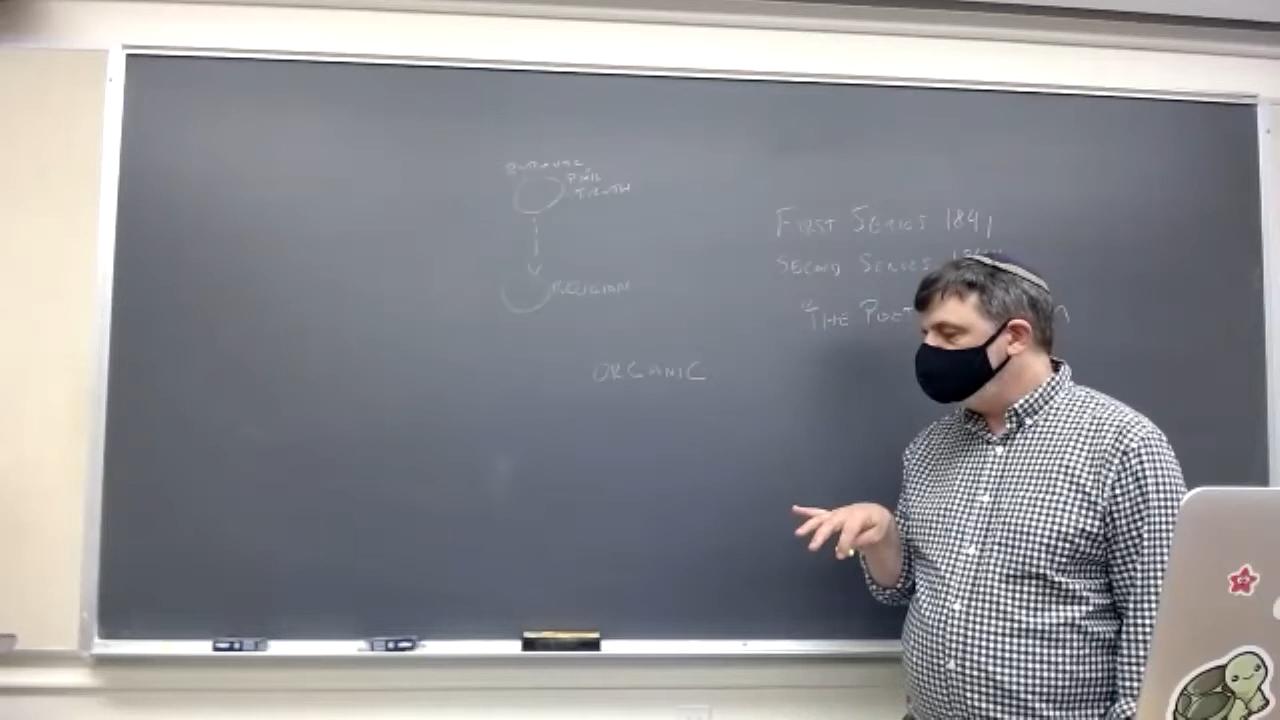 PHIL
TRUTH
RELIGION
ORGANIC
FIRST SERIES 1841
SECOND SERIES
"THE POET